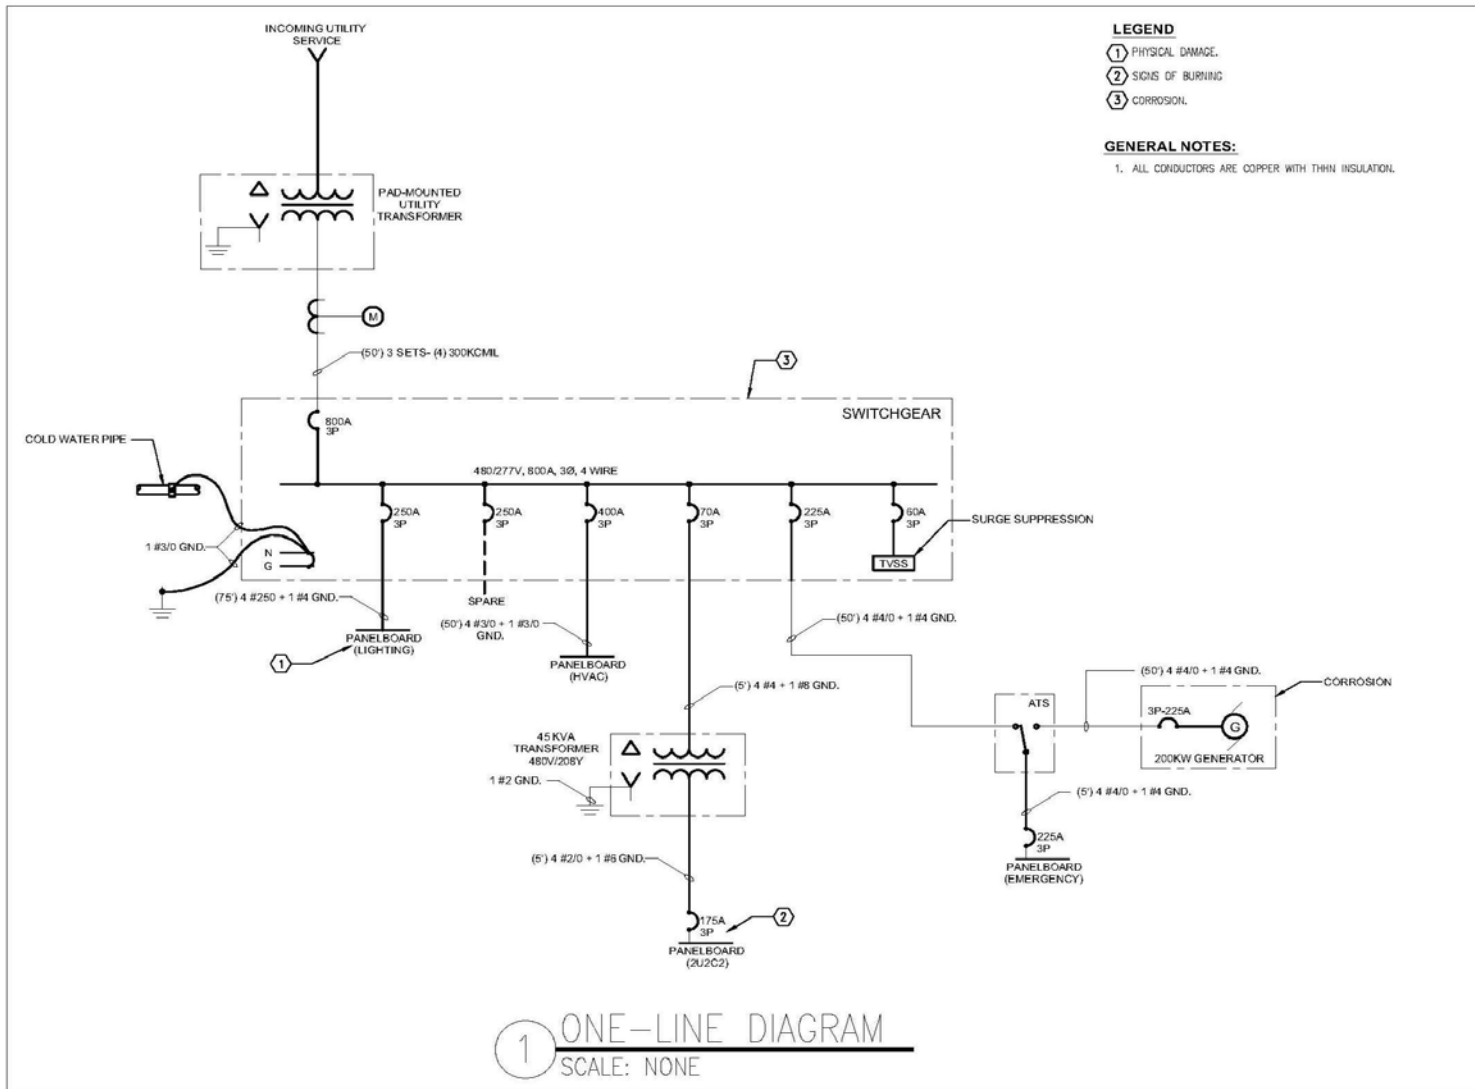 INCOMING UTILITY
SERVICE
LEGEND
1 PHYSICAL DAMAGE.
2 SIGNS OF BURNING
3 CORROSION.
GENERAL NOTES:
1. ALL CONDUCTORS ARE COPPER WITH THHN INSULATION.
PAD-MOUNTED
UTILITY
TRANSFORMER
M
(50') 3 SETS- (4) 300KCMIL
3
SWITCHGEAR
800A
3P
COLD WATER PIPE
480/277V, 800A, 3Ø, 4 WIRE
250A
3P
250A
3P
400A
3P
70A
3P
225A
3P
60A
3P
SURGE SUPPRESSION
1 #3/0 GND.
N
G
TVSS
(75') 4 #250 + 1 #4 GND.
SPARE
(50') 4 #3/0 + 1 #3/0
GND.
(50') 4 #4/0 + 1 #4 GND.
1
PANELBOARD
(LIGHTING)
PANELBOARD
(HVAC)
(5') 4 #4 + 1 #8 GND.
(50') 4 #4/0 + 1 #4 GND.
CORROSION
ATS
3P-225A
G
200KW GENERATOR
45 KVA
TRANSFORMER
480V/208Y
1 #2 GND.
(5') 4 #4/0 + 1 #4 GND.
225A
3P
PANELBOARD
(EMERGENCY)
(5') 4 #2/0 + 1 #6 GND.
175A
3P
2
PANELBOARD
(2U2C2)
1
ONE-LINE DIAGRAM
SCALE: NONE